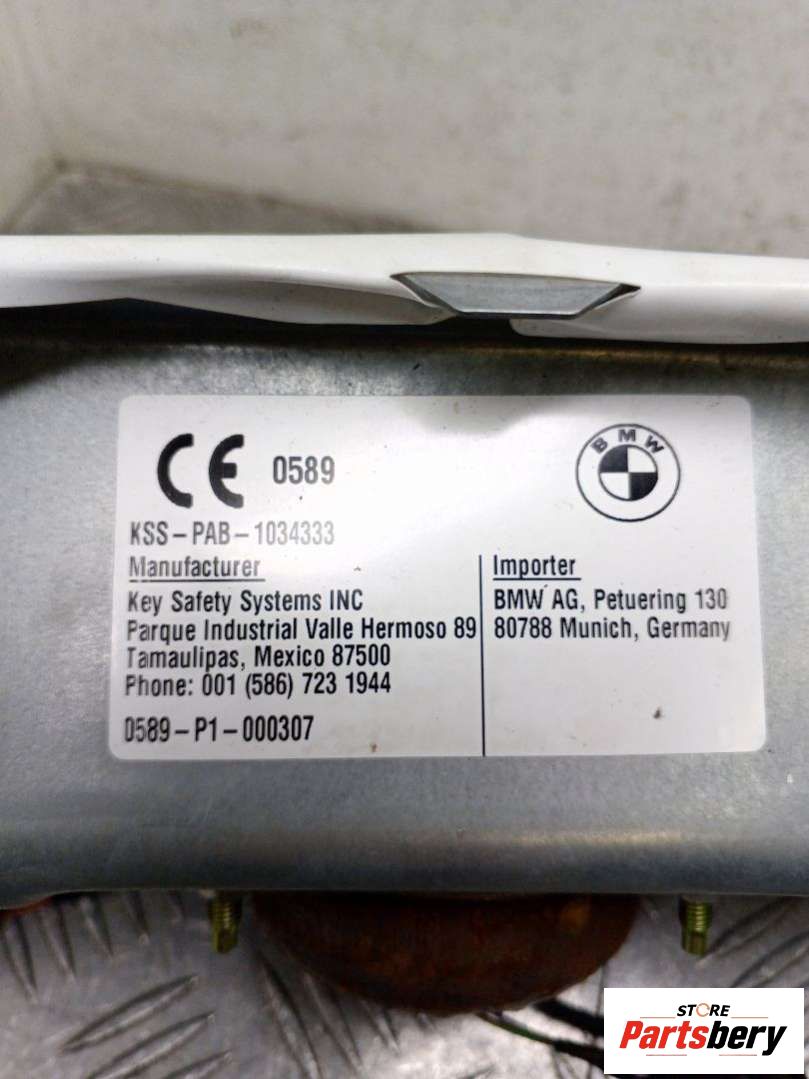 CE 0589
BMW
KSS-PAB-1034333
Manufacturer
Key Safety Systems INC
Parque Industrial Valle Hermoso 89
Tamaulipas, Mexico 87500
Phone: 001 (586) 723 1944
0589-P1-000307
Importer
BMW AG, Petuering 130
80788 Munich, Germany
STORE
Partsbery